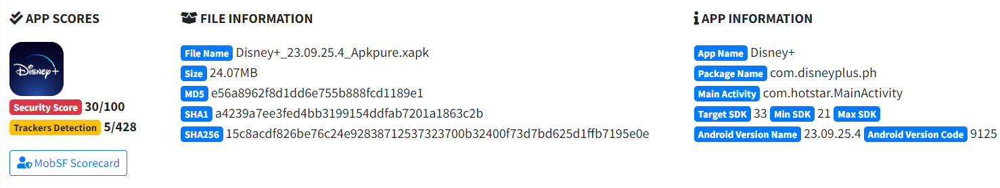 APP SCORES
Disney+
Security Score 30/100
Trackers Detection 5/428
MobSF Scorecard
FILE INFORMATION
File Name Disney+_23.09.25.4_Apkpure.xapk
Size 24.07MB
MD5 e56a8962f8d1dd6e755b888fcd1189e1
SHA1 a4239a7ee3fed4bb3199154ddfab7201a1863c2b
SHA256 15c8acdf826be76c24e92838712537323700b32400f73d7bd625d1ffb7195e0e
APP INFORMATION
App Name Disney+
Package Name com.disneyplus.ph
Main Activity com.hotstar.MainActivity
Target SDK 33 Min SDK 21 Max SDK
Android Version Name 23.09.25.4 Android Version Code 9125